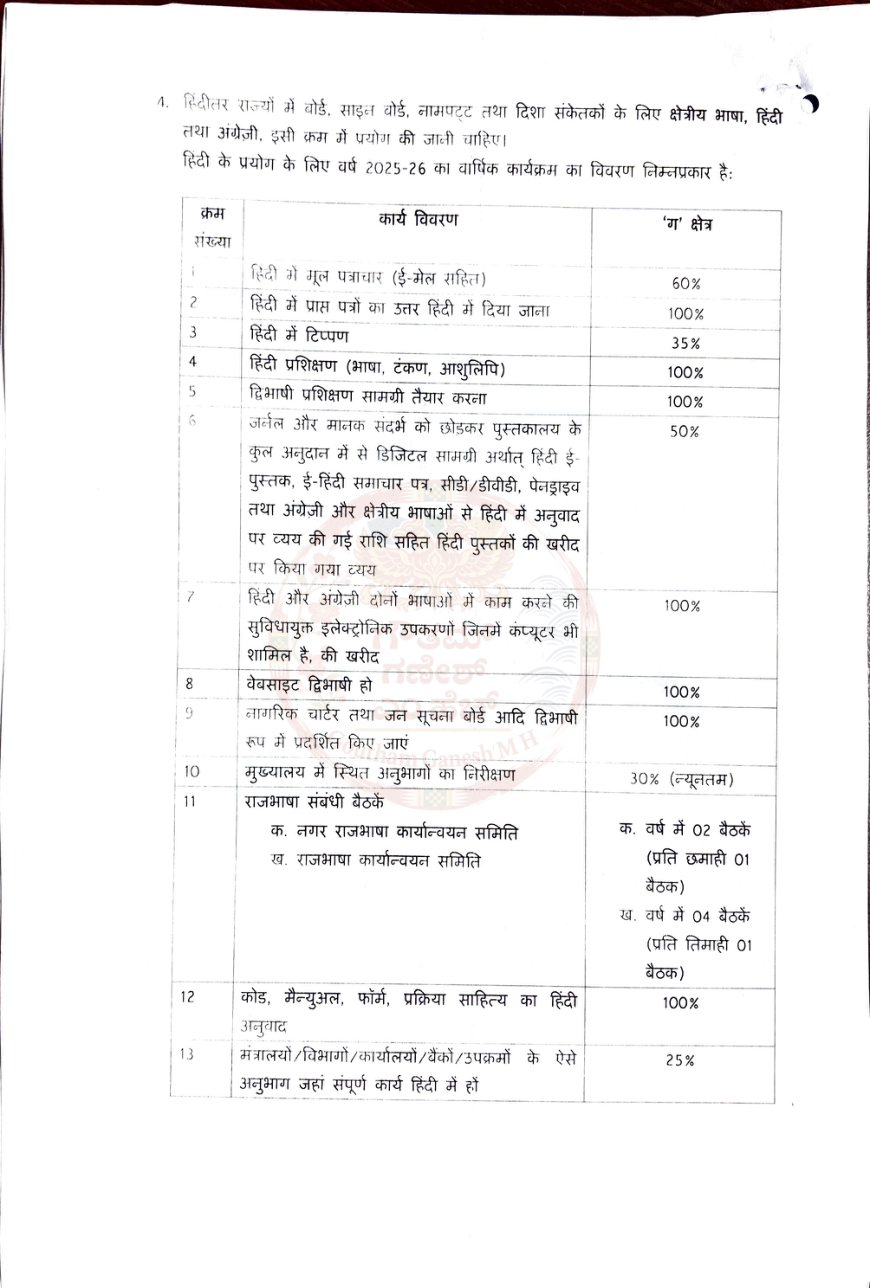 4. हिंदीतर राज्यों में बोर्ड, साइन बोर्ड, नामपट्ट तथा दिशा संकेतकों के लिए क्षेत्रीय भाषा, हिंदी
तथा अंग्रेज़ी, इसी क्रम में प्रयोग की जानी चाहिए।
हिंदी के प्रयोग के लिए वर्ष 2025-26 का वार्षिक कार्यक्रम का विवरण निम्नप्रकार है:
क्रम संख्या कार्य विवरण 'ग' क्षेत्र
1 हिंदी में मूल पत्राचार (ई-मेल सहित) 60%
2 हिंदी में प्राप्त पत्रों का उत्तर हिंदी में दिया जाना 100%
3 हिंदी में टिप्पण 35%
4 हिंदी प्रशिक्षण (भाषा, टंकण, आशुलिपि) 100%
5 द्विभाषी प्रशिक्षण सामग्री तैयार करना 100%
6 जर्नल और मानक संदर्भ को छोड़कर पुस्तकालय के 50%
कुल अनुदान में से डिजिटल सामग्री अर्थात् हिंदी ई-
पुस्तक, ई-हिंदी समाचार पत्र, सीडी/डीवीडी, पेनड्राइव
तथा अंग्रेजी और क्षेत्रीय भाषाओं से हिंदी में अनुवाद
पर व्यय की गई राशि सहित हिंदी पुस्तकों की खरीद
पर किया गया व्यय
7 हिंदी और अंग्रेजी दोनों भाषाओं में काम करने की 100%
सुविधायुक्त इलेक्ट्रोनिक उपकरणों जिनमें कंप्यूटर भी
शामिल है, की खरीद
8 वेबसाइट द्विभाषी हो 100%
9 नागरिक चार्टर तथा जन सूचना बोर्ड आदि द्विभाषी 100%
रूप में प्रदर्शित किए जाएं
10 मुख्यालय में स्थित अनुभागों का निरीक्षण 30% (न्यूनतम)
11 राजभाषा संबंधी बैठकें
क. नगर राजभाषा कार्यान्वयन समिति
ख. राजभाषा कार्यान्वयन समिति
क. वर्ष में 02 बैठकें
(प्रति छमाही 01
बैठक)
ख. वर्ष में 04 बैठकें
(प्रति तिमाही 01
बैठक)
12 कोड, मैन्युअल, फॉर्म, प्रक्रिया साहित्य का हिंदी 100%
अनुवाद
13 मंत्रालयों/विभागों/कार्यालयों/बैंकों/उपक्रमों के ऐसे 25%
अनुभाग जहां संपूर्ण कार्य हिंदी में हों
ಗೌತಮ್
ಗಣೇಶ್
Goutham Ganesh M H